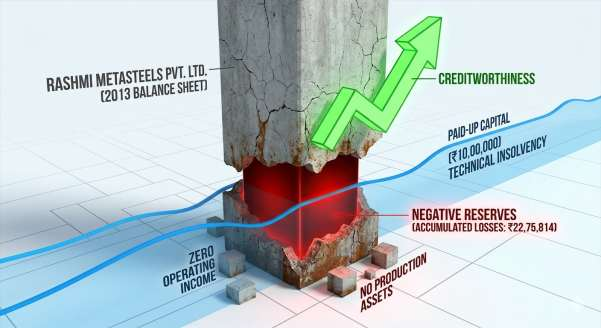 RASHMI METASTEELS PVT. LTD.
(2013 BALANCE SHEET)
CREDITWORTHINESS
PAID-UP CAPITAL
(₹10,00,000)
TECHNICAL INSOLVENCY
NEGATIVE RESERVES
(ACCUMULATED LOSSES: ₹22,75,814)
ZERO
OPERATING
INCOME
NO PRODUCTION
ASSETS